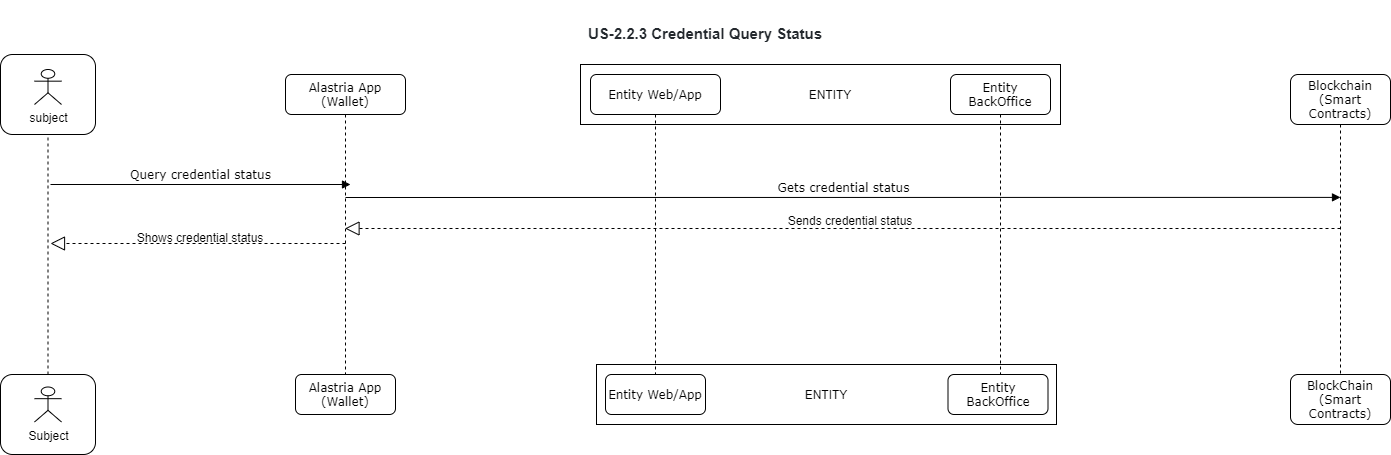 US-2.2.3 Credential Query Status
subject
Alastria App
(Wallet)
Entity Web/App
ENTITY
Entity
BackOffice
Blockchain
(Smart
Contracts)
Query credential status
Gets credential status
Sends credential status
Shows credential status
Subject
Alastria App
(Wallet)
Entity Web/App
ENTITY
Entity
BackOffice
BlockChain
(Smart
Contracts)